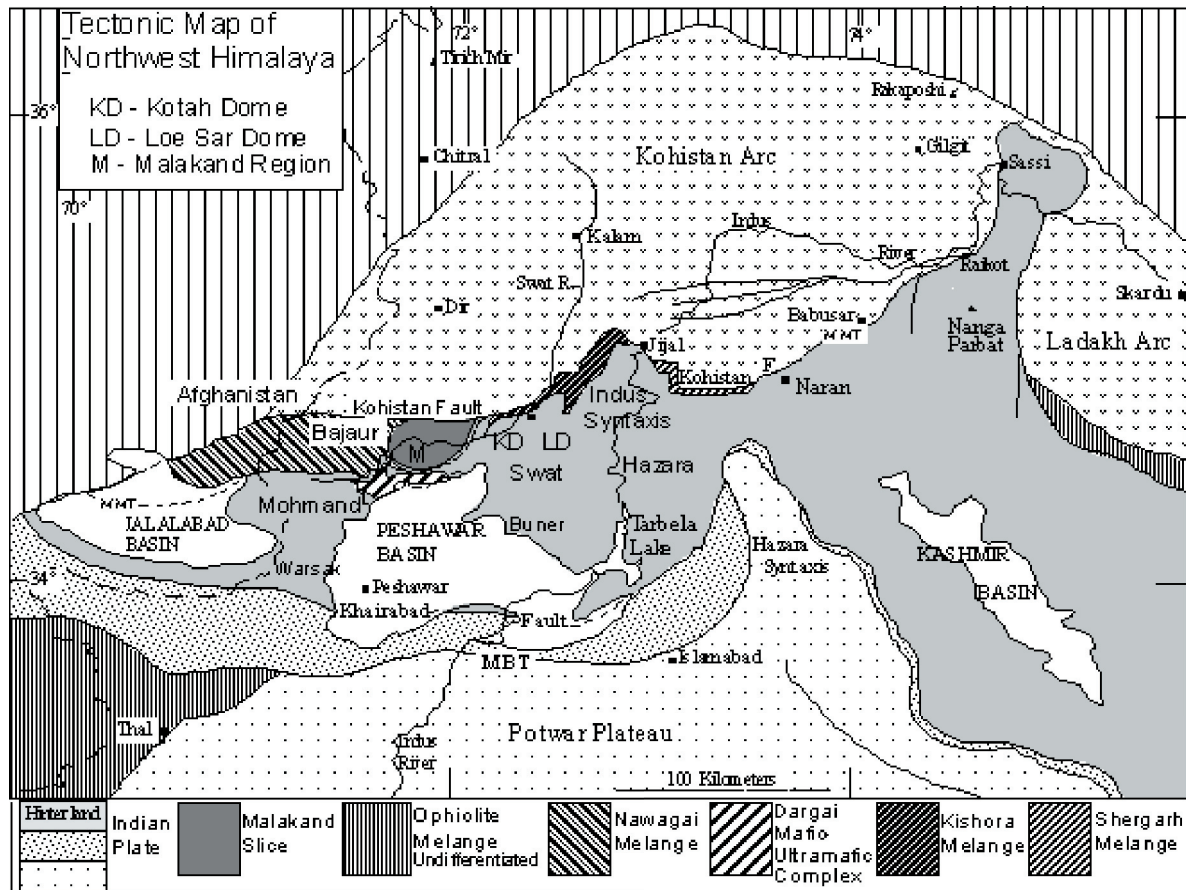 Tectonic Map of
Northwest Himalaya
KD - Kotah Dome
LD - Loe Sar Dome
M - Malakand Region
72°
74°
36°
70°
34°
Tirich Mir
Rikaposhi
Chitral
Kohistan Arc
Gilgit
Sassi
Indus
River
Kalam
Raikot
Swat R.
Skardu
Dir
Babusar
MMT
Nanga
Parbat
Ladakh Arc
Jijal
Kohistan
F
Naran
Afghanistan
Kohistan Fault
Indus
Syntaxis
Bajaur
M
KD
LD
Swat
Hazara
MMT
Mohmand
JALALABAD
BASIN
PESHAWAR
BASIN
Buner
Tarbela
Lake
Hazara
Syntaxis
KASHMIR
BASIN
Warsak
Peshawar
Khairabad
Fault
MBT
Islamabad
Thal
Potwar Plateau
Indus
River
100 Kilometers
Hinterland
Indian
Plate
Malakand
Slice
Ophiolite
Melange
Undifferentiated
Nawagai
Melange
Dargai
Mafic
Ultramafic
Complex
Kishora
Melange
Shergarh
Melange